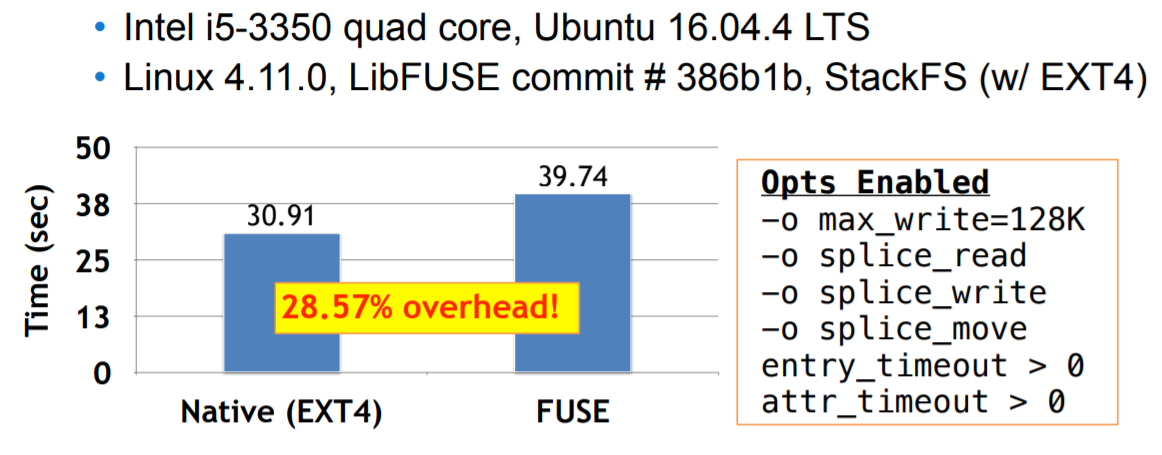 • Intel i5-3350 quad core, Ubuntu 16.04.4 LTS
• Linux 4.11.0, LibFUSE commit # 386b1b, StackFS (w/ EXT4)
Time (sec)
50
38
25
13
0
30.91
39.74
28.57% overhead!
Native (EXT4)
FUSE
Opts Enabled
–o max_write=128K
–o splice_read
–o splice_write
–o splice_move
entry_timeout > 0
attr_timeout > 0